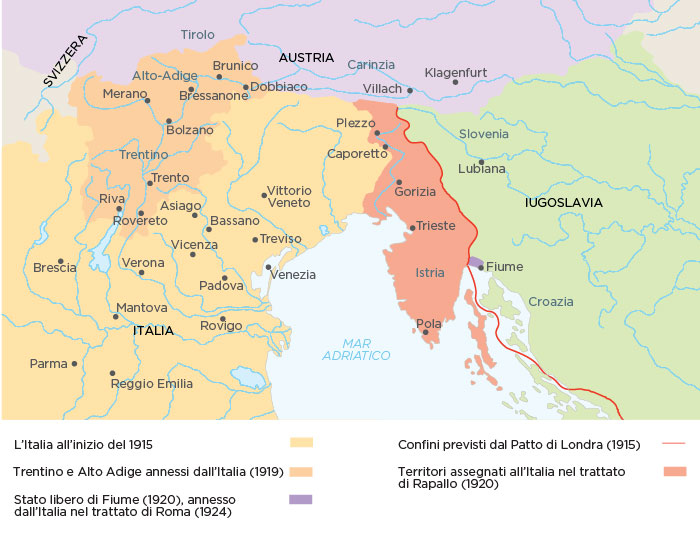 Tirolo
SVIZZERA
AUSTRIA
Carinzia
Brunico
Klagenfurt
Alto-Adige
Villach
Merano
Bressanone
Dobbiaco
Plezzo
Bolzano
Slovenia
Trentino
Caporetto
Lubiana
Trento
Gorizia
Riva
Asiago
Vittorio
Veneto
IUGOSLAVIA
Rovereto
Bassano
Trieste
Vicenza
Treviso
Brescia
Verona
Venezia
Istria
Fiume
Padova
Croazia
Mantova
ITALIA
Rovigo
Pola
MAR
ADRIATICO
Parma
Reggio Emilia
L'Italia all'inizio del 1915
Trentino e Alto Adige annessi dall'Italia (1919)
Stato libero di Fiume (1920), annesso
dall'Italia nel trattato di Roma (1924)
Confini previsti dal Patto di Londra (1915)
Territori assegnati all'Italia nel trattato
di Rapallo (1920)